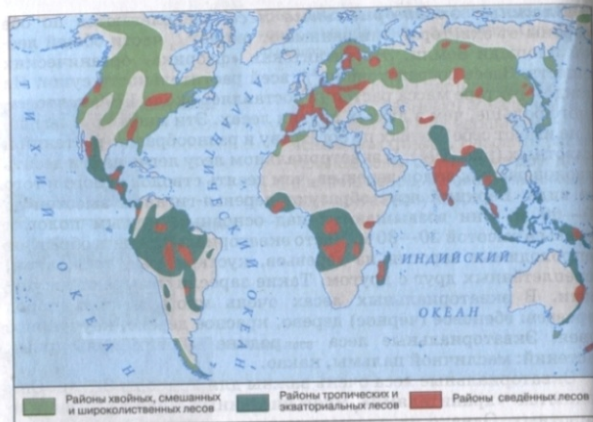 ТИХИЙ
ОКЕАН
АТЛАНТИЧЕСКИЙ ОКЕАН
ИНДИЙСКИЙ
ОКЕАН
Районы хвойных, смешанных
и широколиственных лесов
Районы тропических и
экваториальных лесов
Районы сведённых лесов